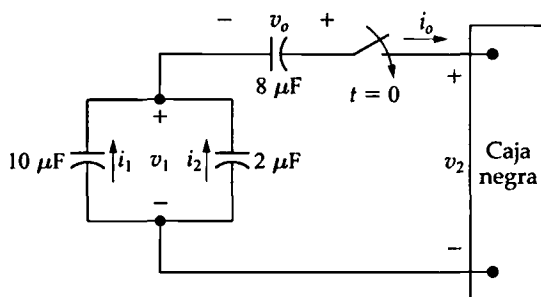 − v_o +
i_o
8 μF
t = 0
+
+
10 μF
i_1
v_1
i_2
2 μF
v_2
Caja
negra
−
−